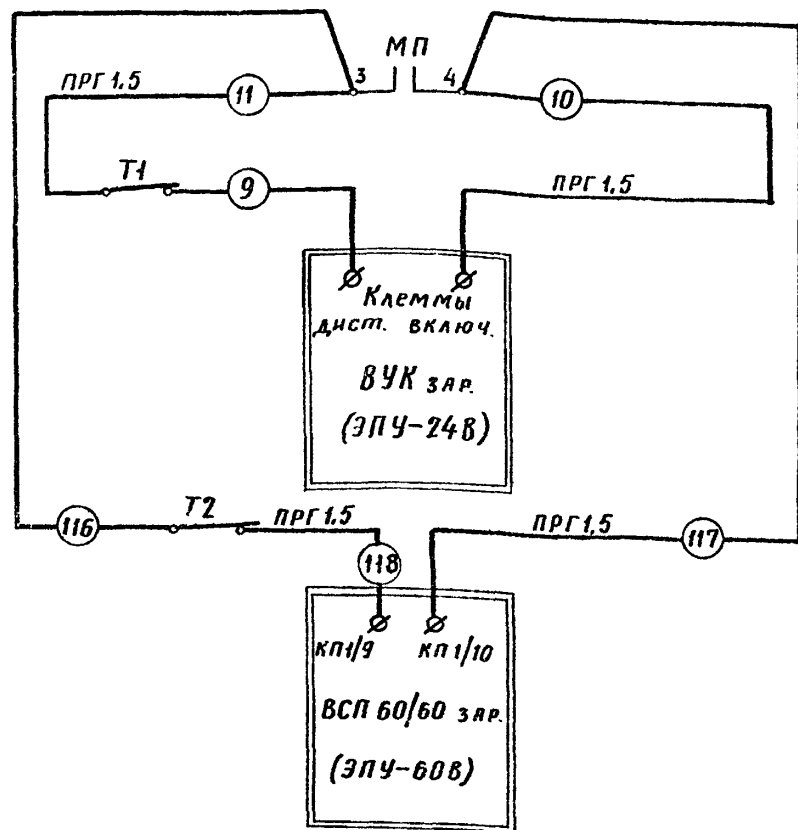 МП
3
4
ПРГ 1.5
11
10
Т1
9
ПРГ 1,5
Клеммы
дист. включ.
ВУК ЗАР.
(ЭПУ-24В)
116
Т2
ПРГ 1.5
ПРГ 1,5
117
118
КП1/9
КП1/10
ВСП 60/60 ЗАР.
(ЭПУ-60В)